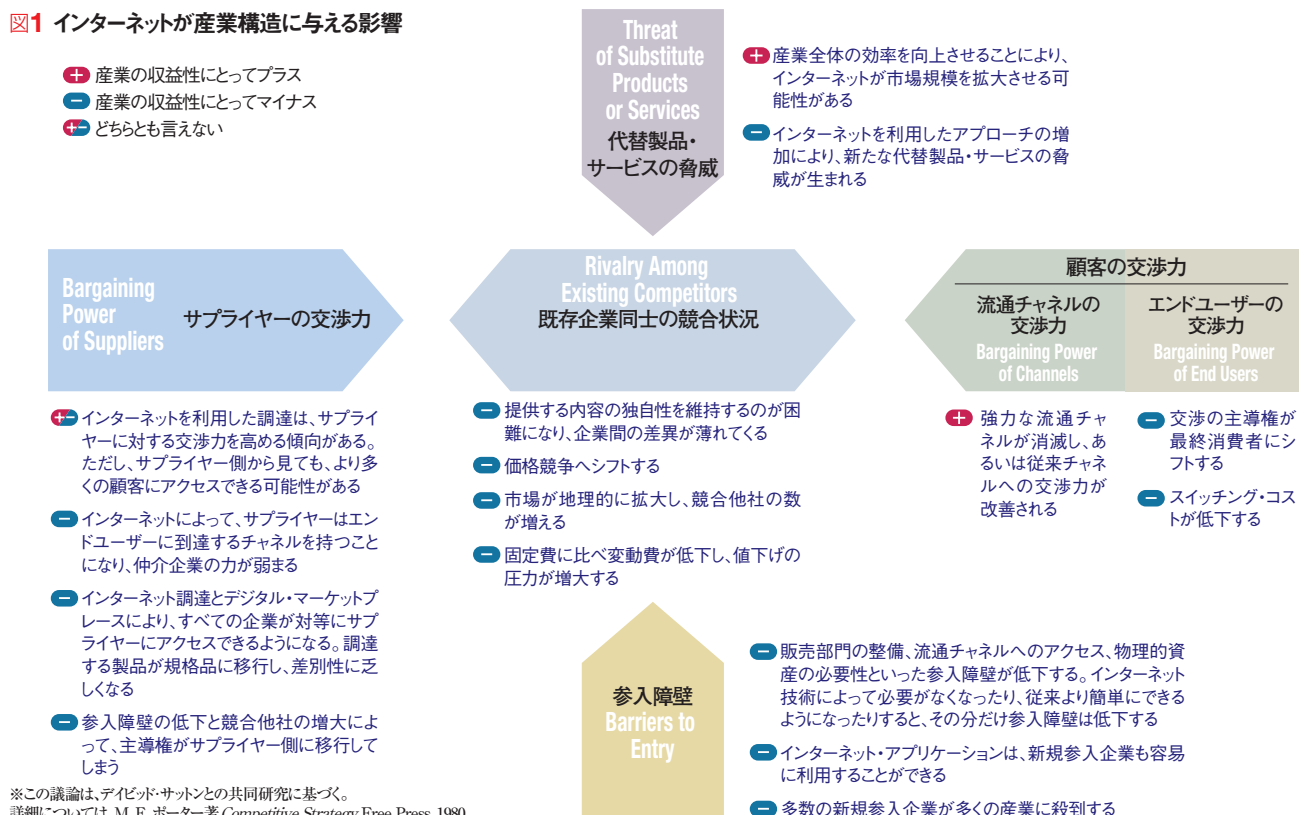 図1 インターネットが産業構造に与える影響
+ 産業の収益性にとってプラス
− 産業の収益性にとってマイナス
+− どちらとも言えない
Threat
of Substitute
Products
or Services
代替製品・
サービスの脅威
+ 産業全体の効率を向上させることにより、
インターネットが市場規模を拡大させる可
能性がある
− インターネットを利用したアプローチの増
加により、新たな代替製品・サービスの脅
威が生まれる
Bargaining
Power
of Suppliers
サプライヤーの交渉力
+− インターネットを利用した調達は、サプライ
ヤーに対する交渉力を高める傾向がある。
ただし、サプライヤー側から見ても、より多
くの顧客にアクセスできる可能性がある
− インターネットによって、サプライヤーはエン
ドユーザーに到達するチャネルを持つこと
になり、仲介企業の力が弱まる
− インターネット調達とデジタル・マーケットプ
レースにより、すべての企業が対等にサプ
ライヤーにアクセスできるようになる。調達
する製品が規格品に移行し、差別性に乏
しくなる
− 参入障壁の低下と競合他社の増大によ
って、主導権がサプライヤー側に移行して
しまう
Rivalry Among
Existing Competitors
既存企業同士の競合状況
− 提供する内容の独自性を維持するのが困
難になり、企業間の差異が薄れてくる
− 価格競争へシフトする
− 市場が地理的に拡大し、競合他社の数
が増える
− 固定費に比べ変動費が低下し、値下げの
圧力が増大する
顧客の交渉力
流通チャネルの
交渉力
Bargaining Power
of Channels
エンドユーザーの
交渉力
Bargaining Power
of End Users
+ 強力な流通チャ
ネルが消滅し、あ
るいは従来チャネ
ルへの交渉力が
改善される
− 交渉の主導権が
最終消費者にシ
フトする
− スイッチング・コス
トが低下する
参入障壁
Barriers to
Entry
− 販売部門の整備、流通チャネルへのアクセス、物理的資
産の必要性といった参入障壁が低下する。インターネット
技術によって必要がなくなったり、従来より簡単にできる
ようになったりすると、その分だけ参入障壁は低下する
− インターネット・アプリケーションは、新規参入企業も容易
に利用することができる
− 多数の新規参入企業が多くの産業に殺到する
※この議論は、デイビッド・サットンとの共同研究に基づく。
詳細については、M. E. ポーター著 Competitive Strategy, Free Press, 1980.